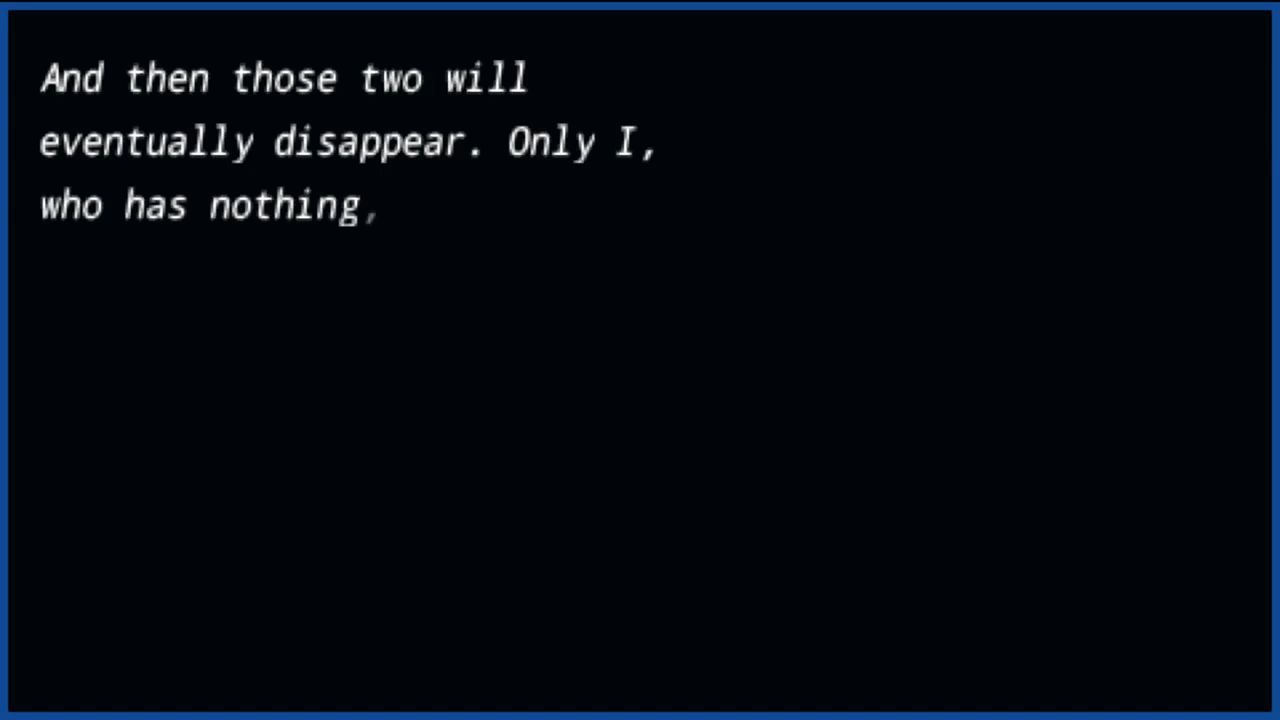 And then those two will
eventually disappear. Only I,
who has nothing,